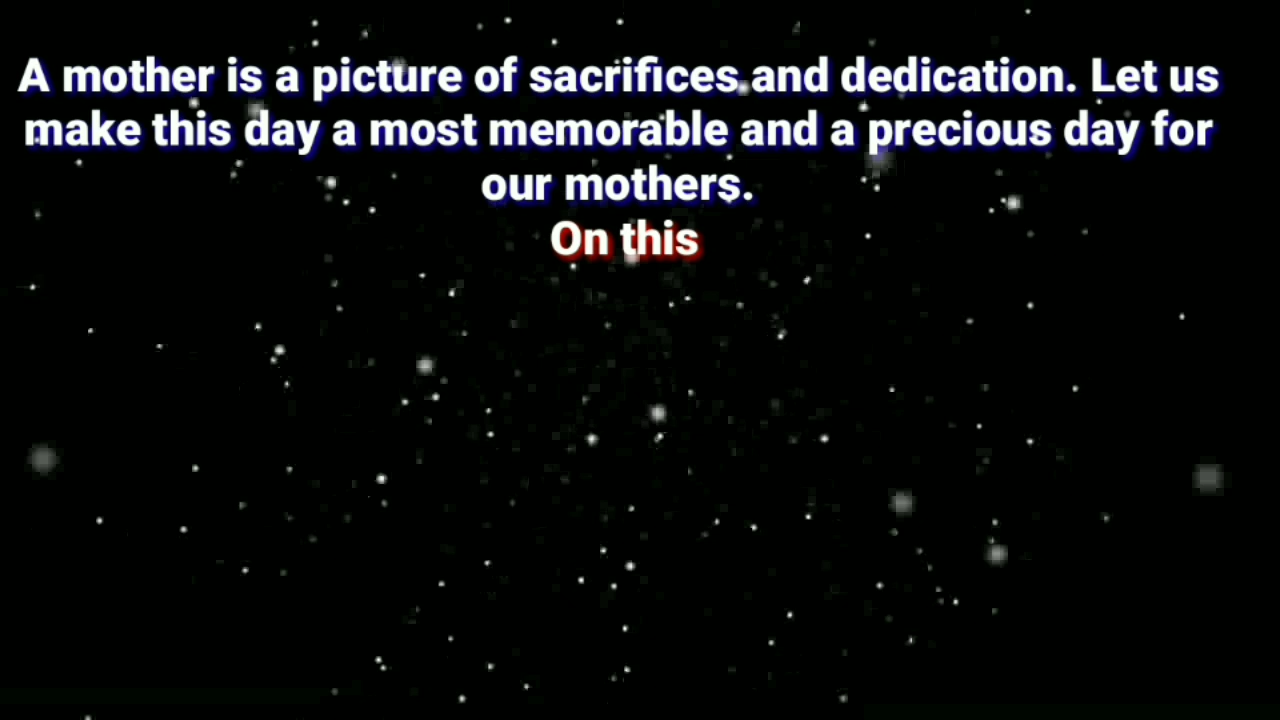 A mother is a picture of sacrifices and dedication. Let us
make this day a most memorable and a precious day for
our mothers.
On this